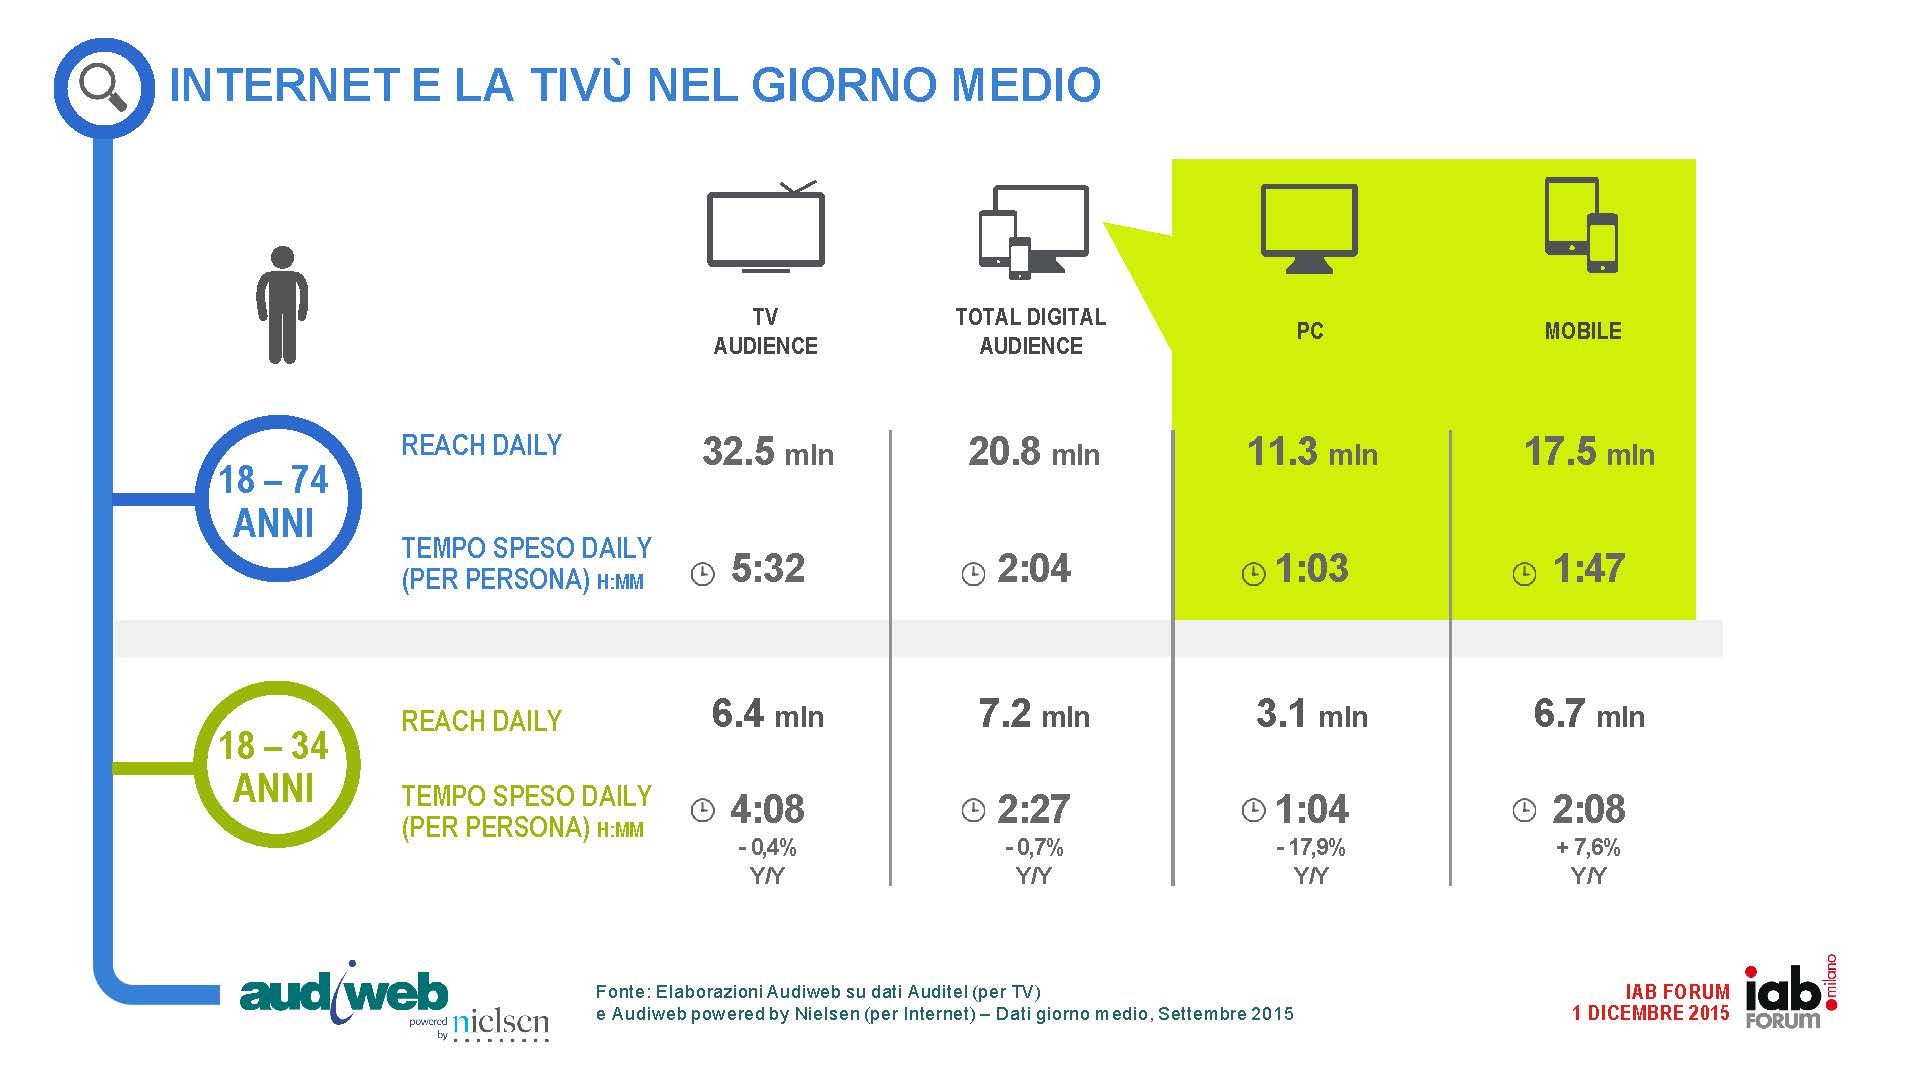 INTERNET E LA TIVÙ NEL GIORNO MEDIO
TV
AUDIENCE
TOTAL DIGITAL
AUDIENCE
PC
MOBILE
18 – 74
ANNI
REACH DAILY
32.5 mln
20.8 mln
11.3 mln
17.5 mln
TEMPO SPESO DAILY
(PER PERSONA) H:MM
5:32
2:04
1:03
1:47
18 – 34
ANNI
REACH DAILY
6.4 mln
7.2 mln
3.1 mln
6.7 mln
TEMPO SPESO DAILY
(PER PERSONA) H:MM
4:08
2:27
1:04
2:08
- 0,4%
- 0,7%
- 17,9%
+ 7,6%
Y/Y
Y/Y
Y/Y
Y/Y
audiweb
powered
by
nielsen
Fonte: Elaborazioni Audiweb su dati Auditel (per TV)
e Audiweb powered by Nielsen (per Internet) – Dati giorno medio, Settembre 2015
IAB FORUM
1 DICEMBRE 2015
iab
FORUM
milano